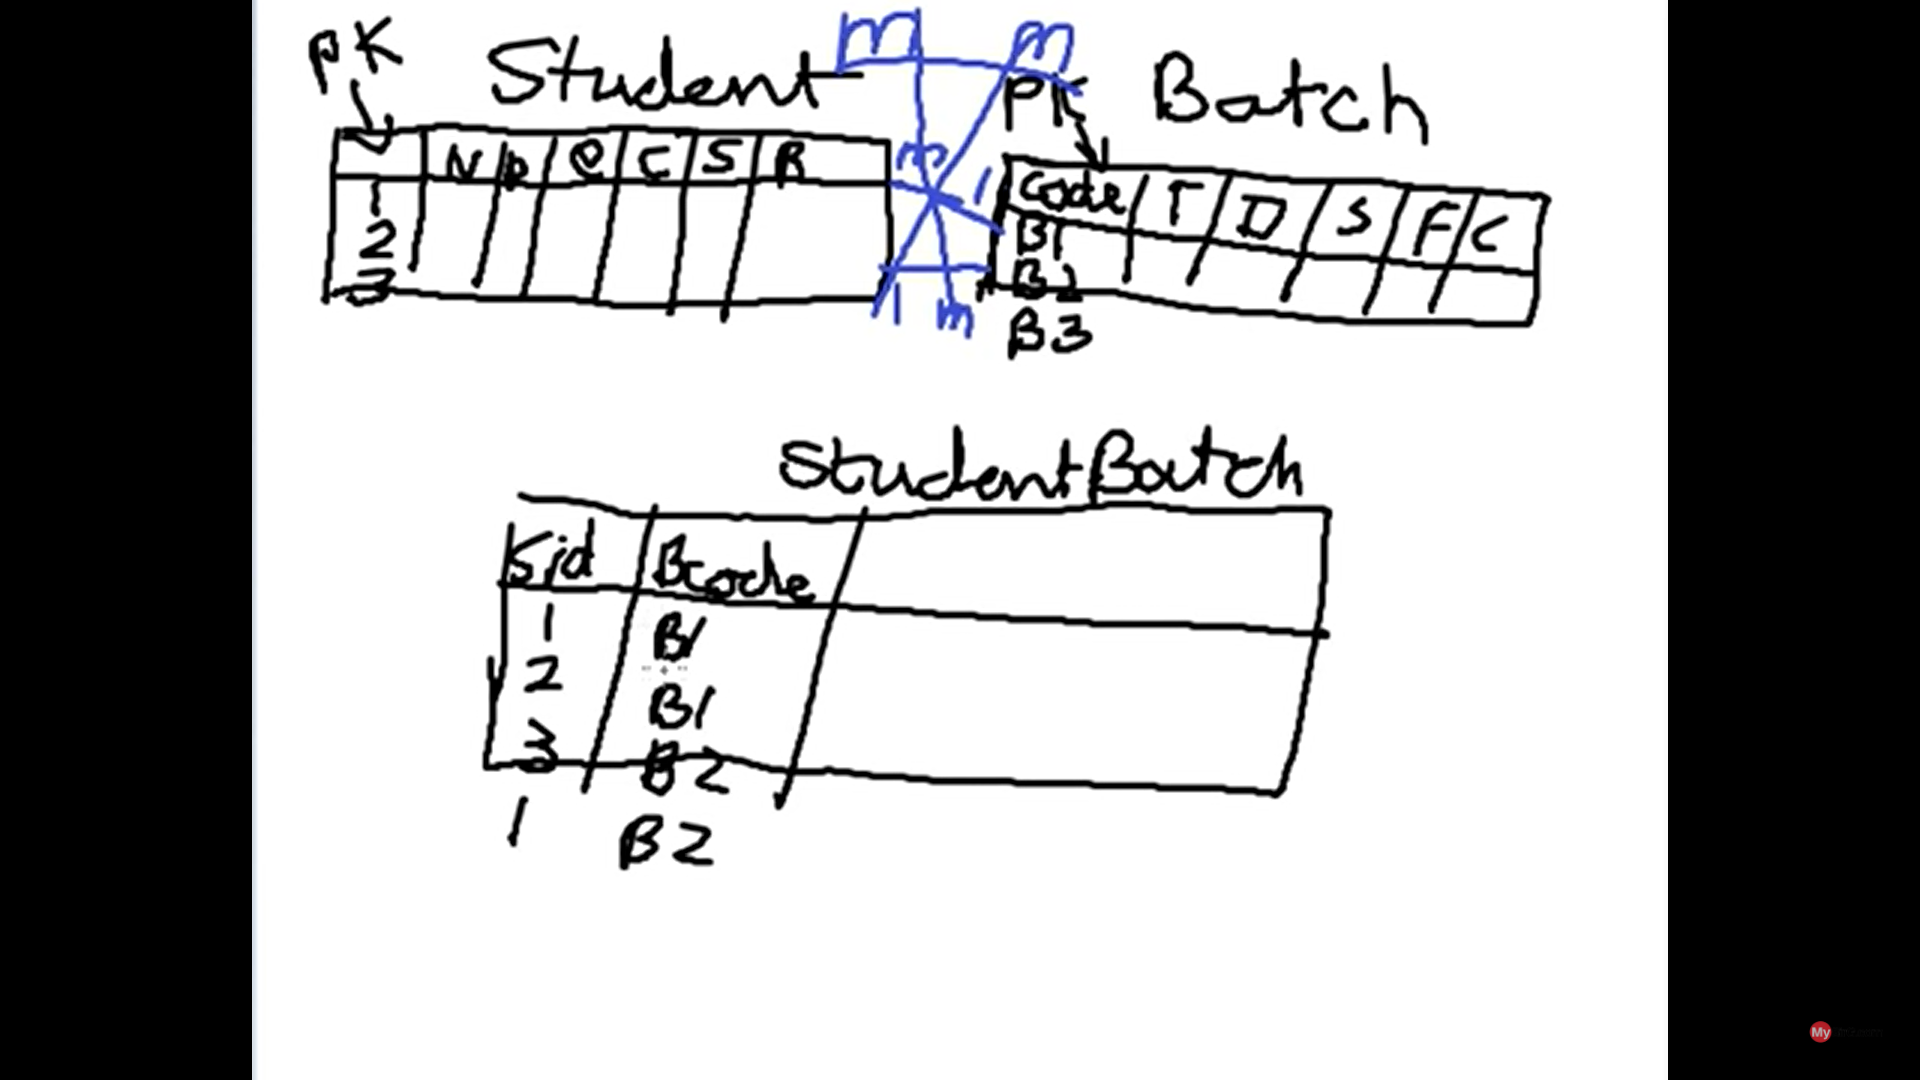 m m
PK Student Batch
PK
N P @ C S R
m 1
Code T D S F C
1 B1
2 B2
3
1 m
B3
StudentBatch
Sid Bcode
1 B1
2
B1
3 B2
1 B2
My